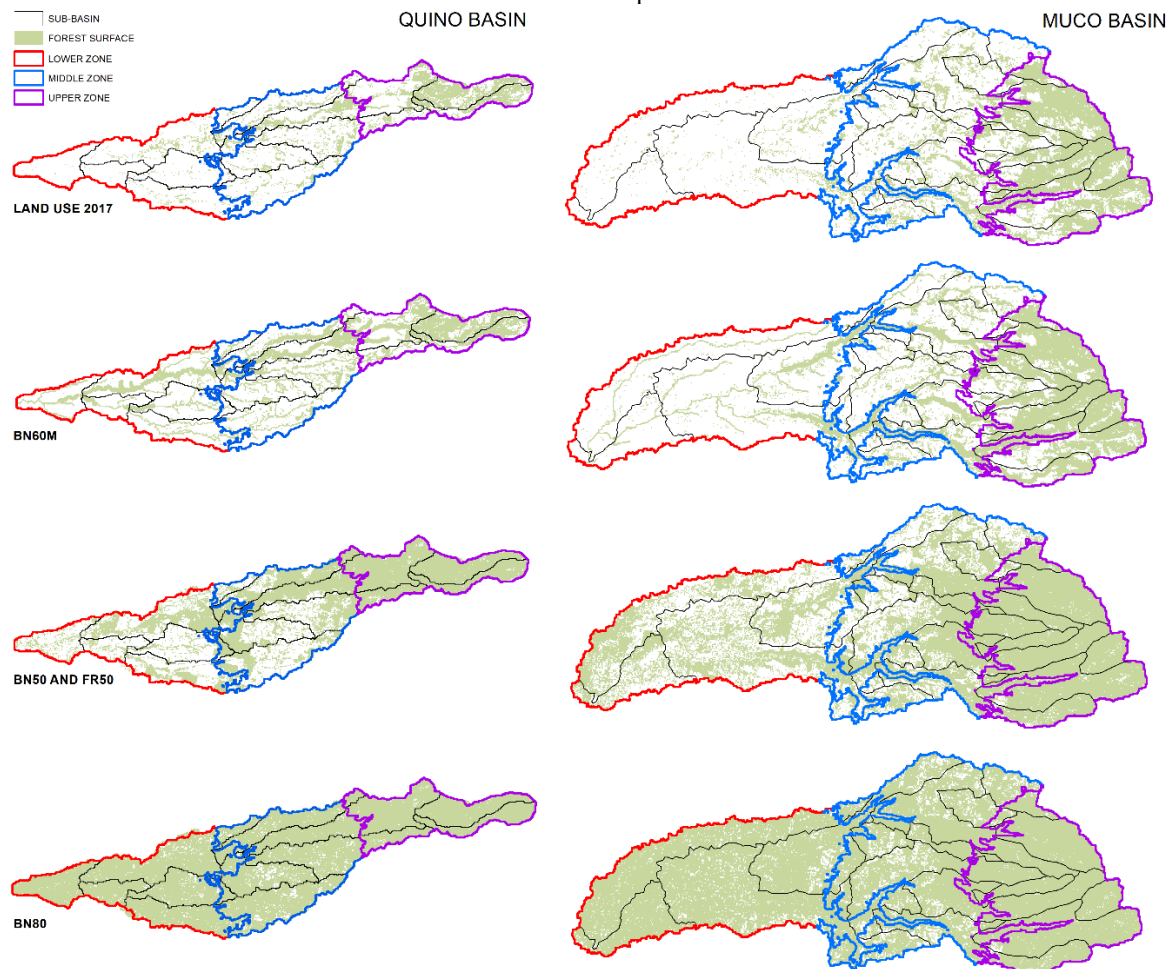 QUINO BASIN
MUCO BASIN
SUB-BASIN
FOREST SURFACE
LOWER ZONE
MIDDLE ZONE
UPPER ZONE
LAND USE 2017
BN60M
BN50 AND FR50
BN80